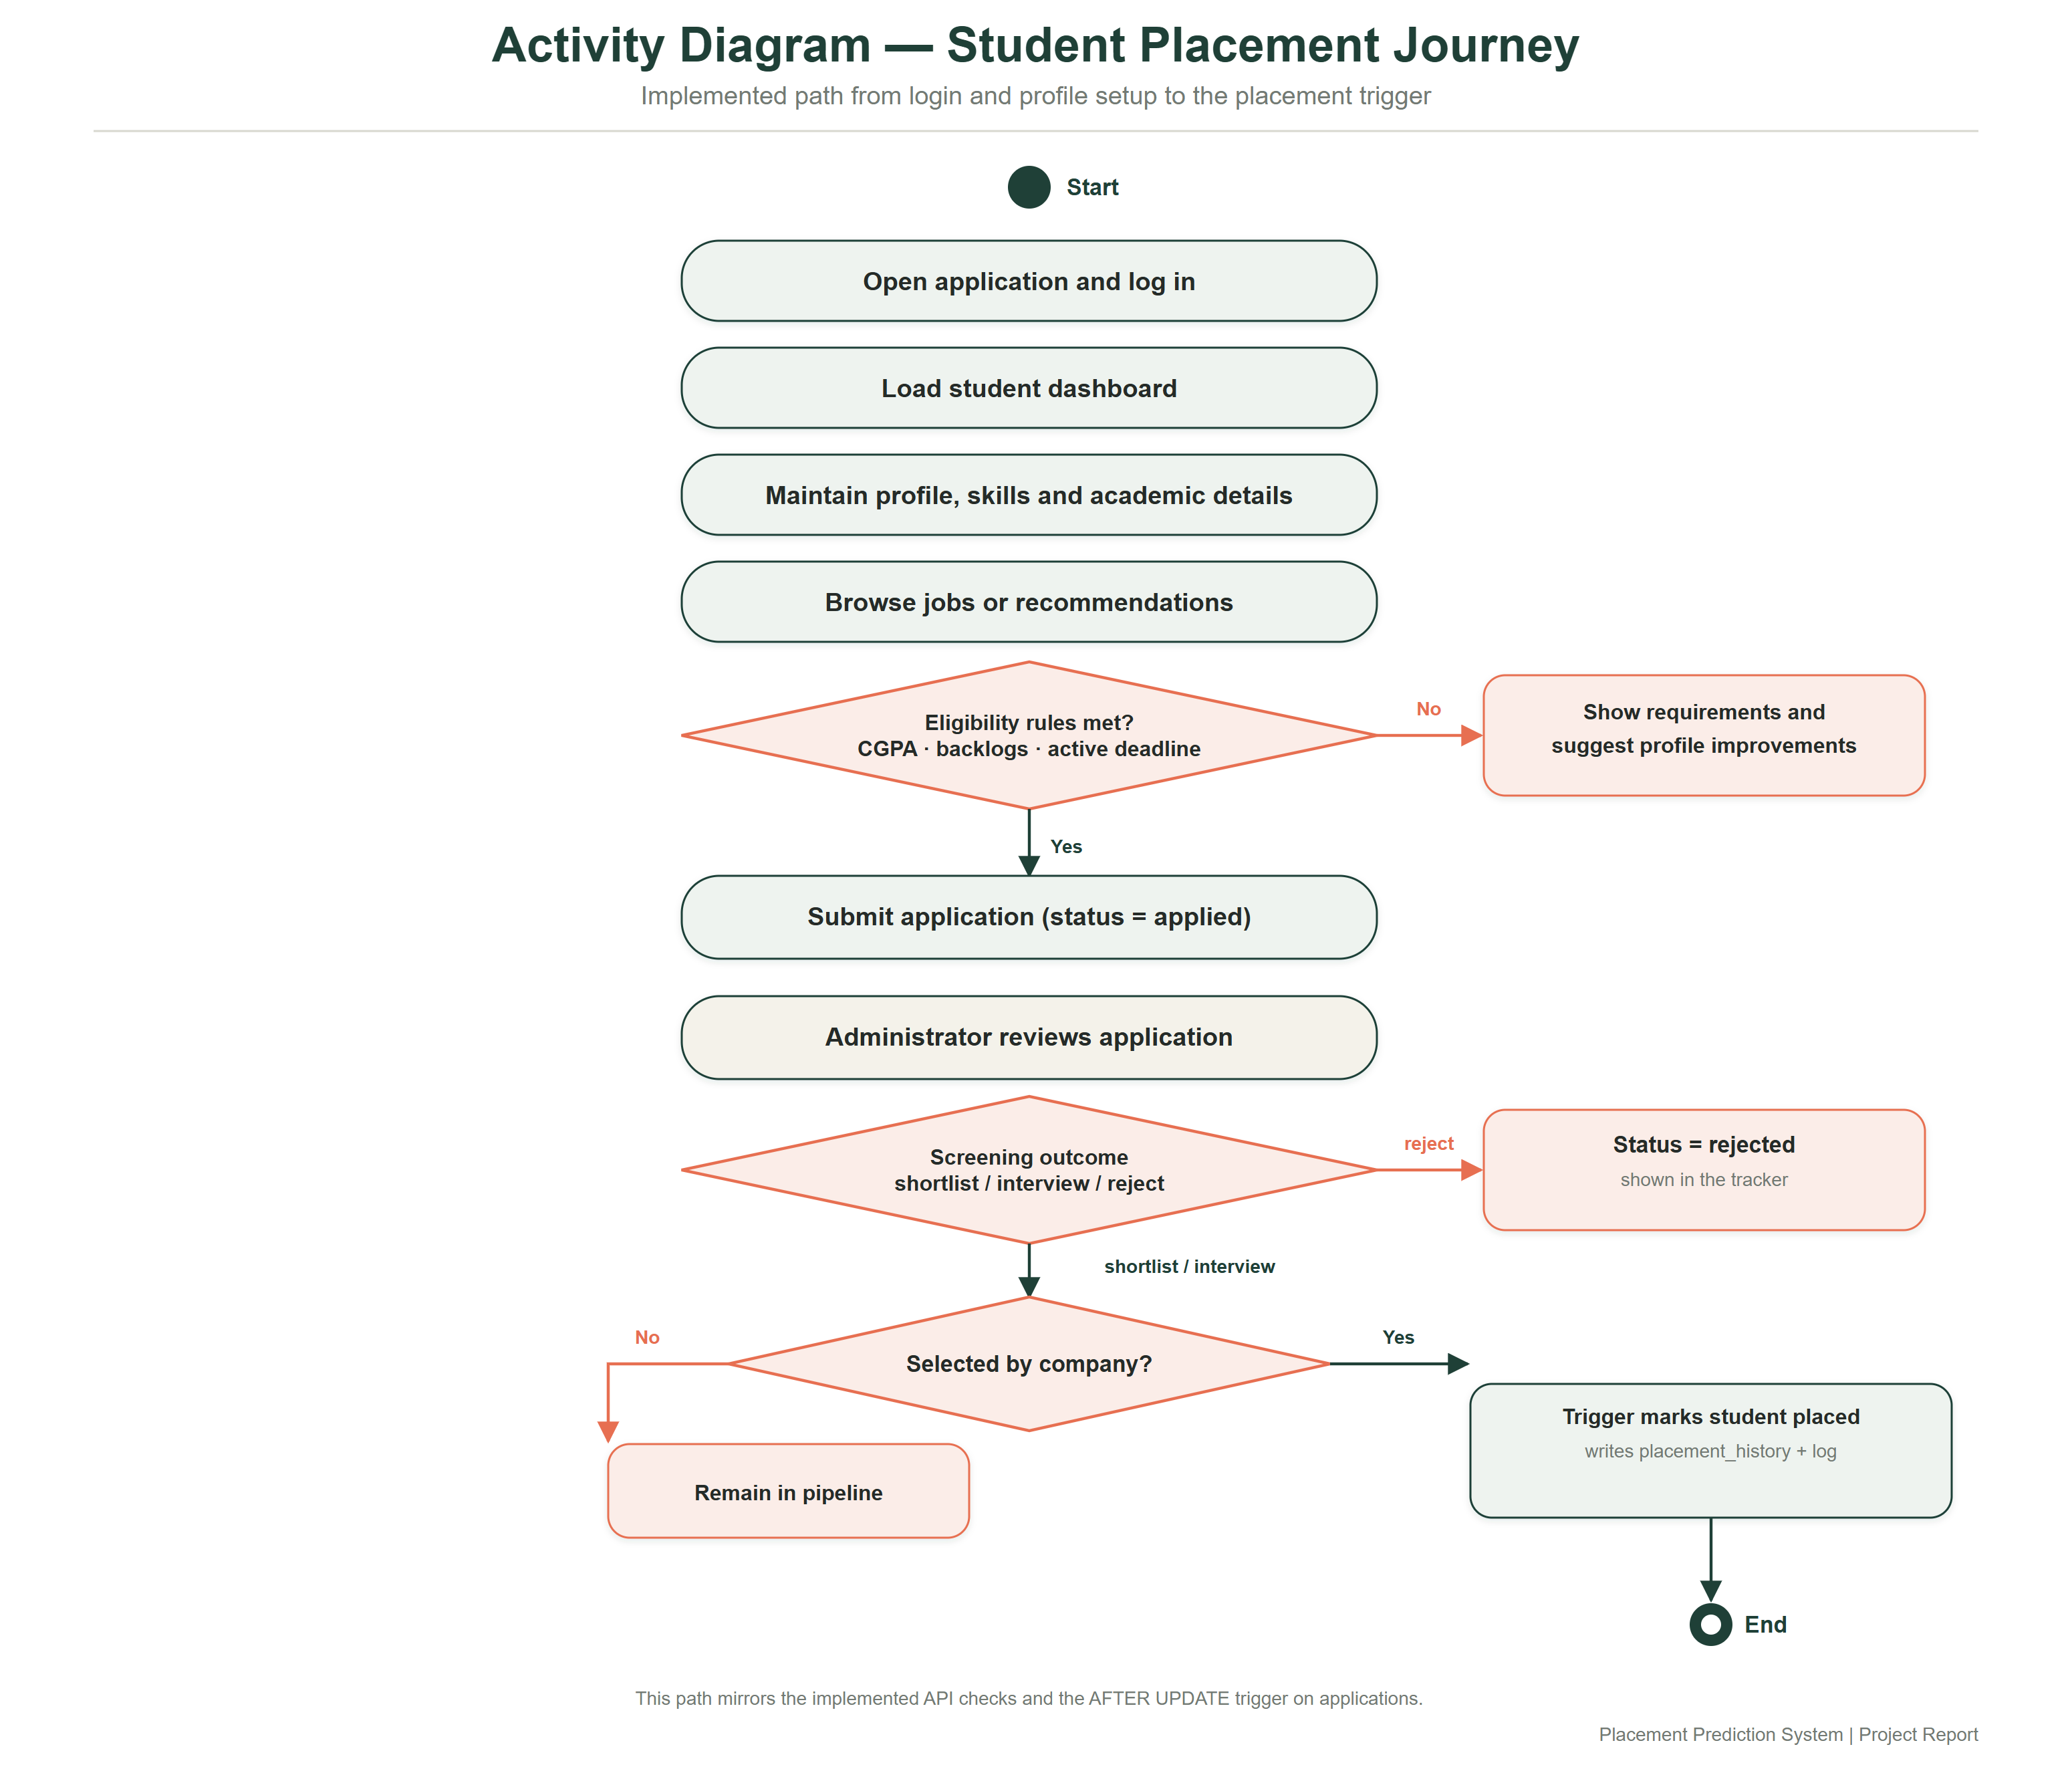 Activity Diagram — Student Placement Journey
Implemented path from login and profile setup to the placement trigger
Start
Open application and log in
Load student dashboard
Maintain profile, skills and academic details
Browse jobs or recommendations
Eligibility rules met?
CGPA · backlogs · active deadline
No
Show requirements and
suggest profile improvements
Yes
Submit application (status = applied)
Administrator reviews application
Screening outcome
shortlist / interview / reject
reject
Status = rejected
shown in the tracker
shortlist / interview
No
Selected by company?
Yes
Trigger marks student placed
writes placement_history + log
Remain in pipeline
End
This path mirrors the implemented API checks and the AFTER UPDATE trigger on applications.
Placement Prediction System | Project Report